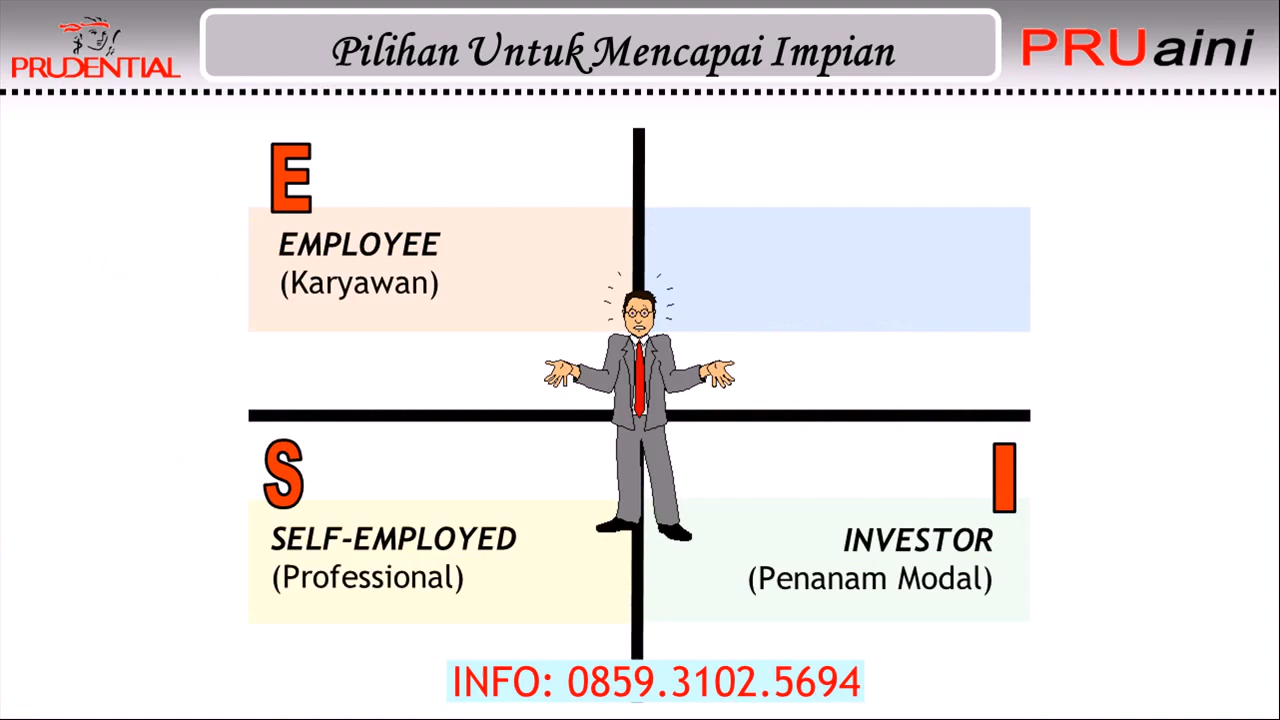 PRUDENTIAL
Pilihan Untuk Mencapai Impian
PRUaini
E
EMPLOYEE
(Karyawan)
S
SELF-EMPLOYED
(Professional)
I
INVESTOR
(Penanam Modal)
INFO: 0859.3102.5694